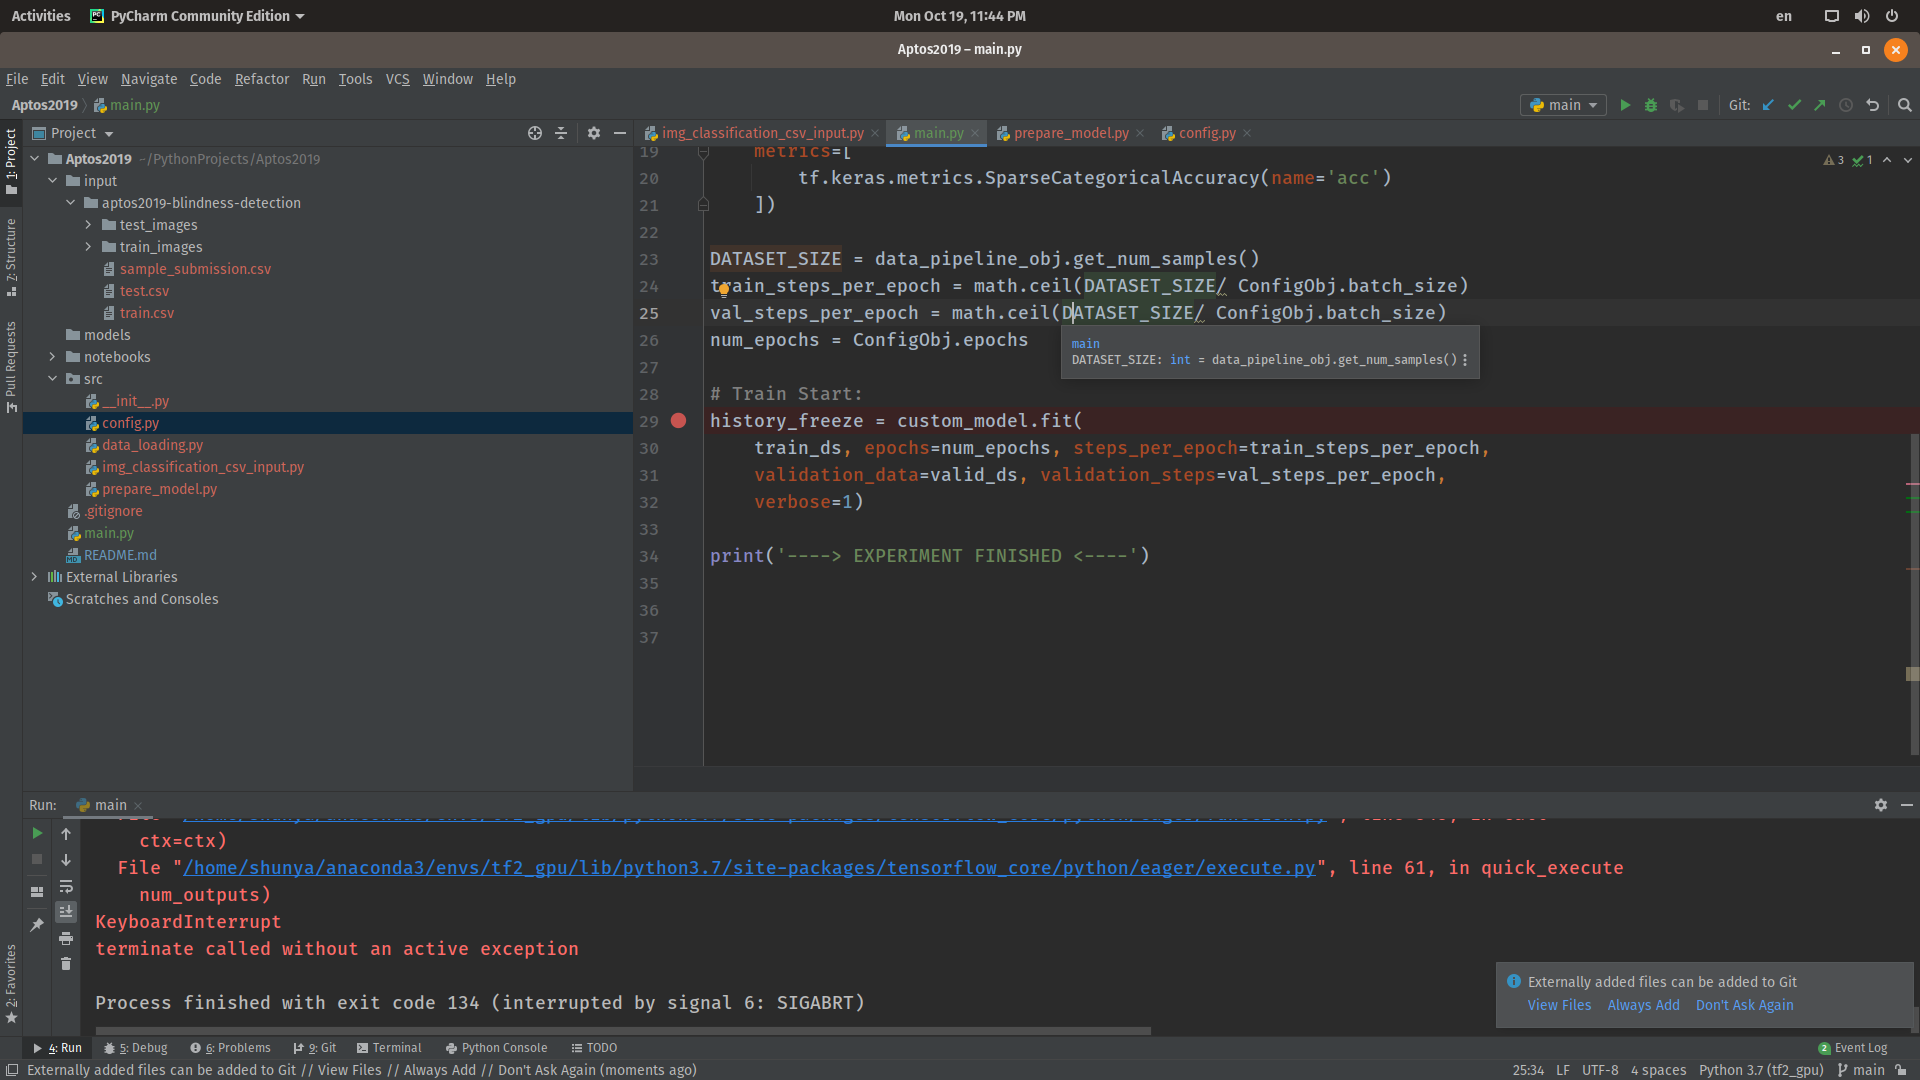 Activities PyCharm Community Edition Mon Oct 19, 11:44 PM en
Aptos2019 – main.py
File Edit View Navigate Code Refactor Run Tools VCS Window Help
Aptos2019 main.py main Git:
1: Project
7: Structure
Pull Requests
2: Favorites
Project
Aptos2019 ~/PythonProjects/Aptos2019
input
aptos2019-blindness-detection
test_images
train_images
sample_submission.csv
test.csv
train.csv
models
notebooks
src
__init__.py
config.py
data_loading.py
img_classification_csv_input.py
prepare_model.py
.gitignore
main.py
README.md
External Libraries
Scratches and Consoles
img_classification_csv_input.py main.py prepare_model.py config.py
3 1
19 metrics=[
20 tf.keras.metrics.SparseCategoricalAccuracy(name='acc')
21 ])
22
23 DATASET_SIZE = data_pipeline_obj.get_num_samples()
24 train_steps_per_epoch = math.ceil(DATASET_SIZE/ ConfigObj.batch_size)
25 val_steps_per_epoch = math.ceil(DATASET_SIZE/ ConfigObj.batch_size)
26 num_epochs = ConfigObj.epochs
main
DATASET_SIZE: int = data_pipeline_obj.get_num_samples()
27
28 # Train Start:
29 history_freeze = custom_model.fit(
30 train_ds, epochs=num_epochs, steps_per_epoch=train_steps_per_epoch,
31 validation_data=valid_ds, validation_steps=val_steps_per_epoch,
32 verbose=1)
33
34 print('----> EXPERIMENT FINISHED <----')
35
36
37
Run: main
ctx=ctx)
File "/home/shunya/anaconda3/envs/tf2_gpu/lib/python3.7/site-packages/tensorflow_core/python/eager/execute.py", line 61, in quick_execute
num_outputs)
KeyboardInterrupt
terminate called without an active exception
Process finished with exit code 134 (interrupted by signal 6: SIGABRT)
Externally added files can be added to Git
View Files Always Add Don't Ask Again
4: Run 5: Debug 6: Problems 9: Git Terminal Python Console TODO 2 Event Log
Externally added files can be added to Git // View Files // Always Add // Don't Ask Again (moments ago) 25:34 LF UTF-8 4 spaces Python 3.7 (tf2_gpu) main